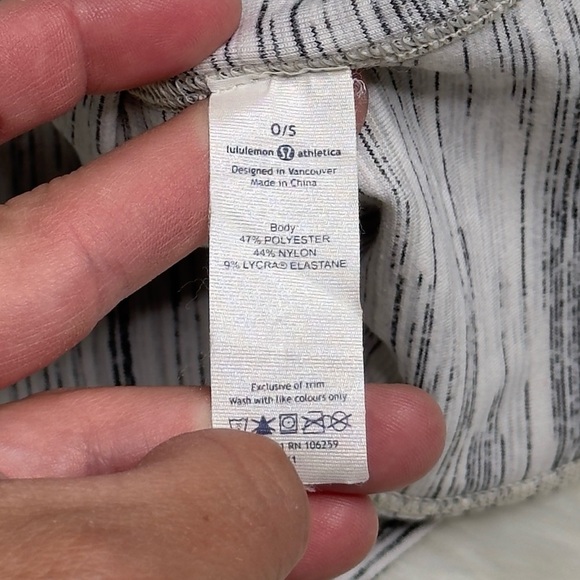 O/S
lululemon athletica
Designed in Vancouver
Made in China
Body
47% POLYESTER
44% NYLON
9% LYCRA® ELASTANE
Exclusive of trim
Wash with like colours only
RN 106259